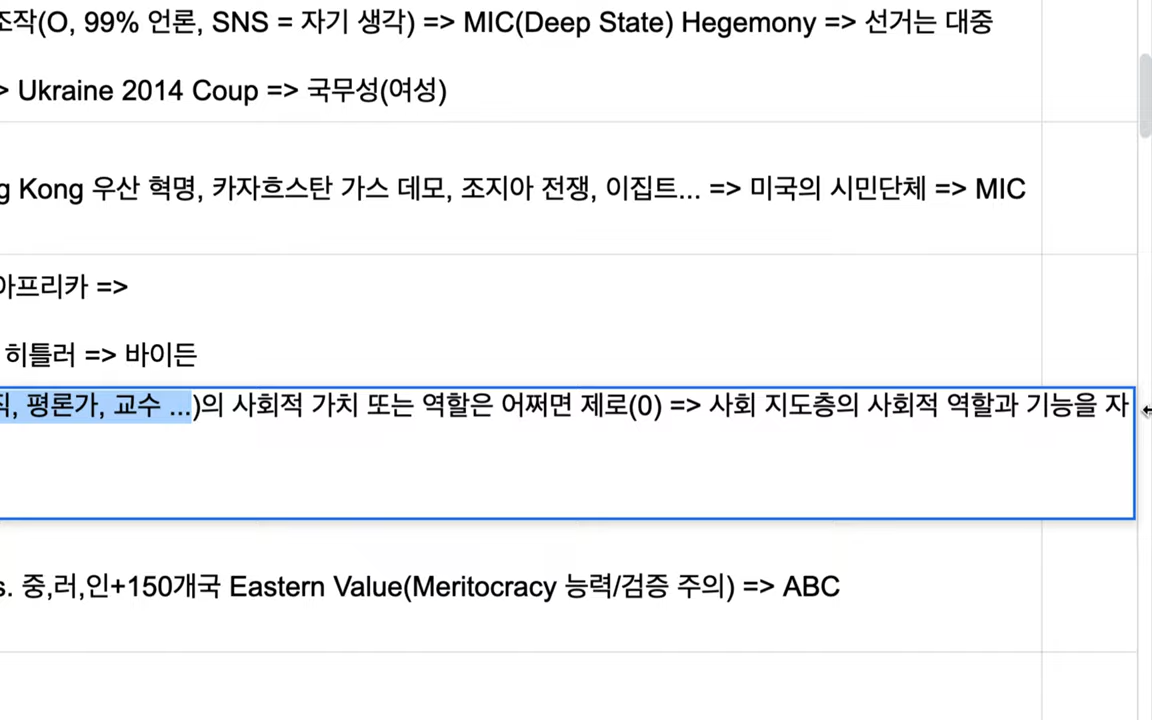 조작(O, 99% 언론, SNS = 자기 생각) => MIC(Deep State) Hegemony => 선거는 대중
> Ukraine 2014 Coup => 국무성(여성)
g Kong 우산 혁명, 카자흐스탄 가스 데모, 조지아 전쟁, 이집트... => 미국의 시민단체 => MIC
아프리카 =>
히틀러 => 바이든
직, 평론가, 교수 ...)의 사회적 가치 또는 역할은 어쩌면 제로(0) => 사회 지도층의 사회적 역할과 기능을 자
s. 중,러,인+150개국 Eastern Value(Meritocracy 능력/검증 주의) => ABC